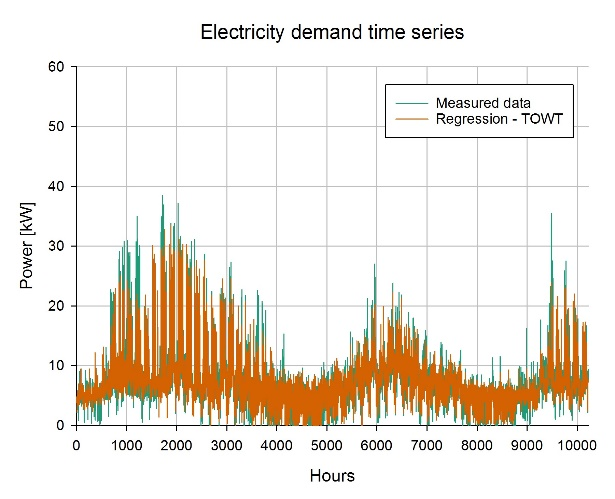 Electricity demand time series
60
50
40
30
20
10
0
Power [kW]
Measured data
Regression - TOWT
0 1000 2000 3000 4000 5000 6000 7000 8000 9000 10000
Hours